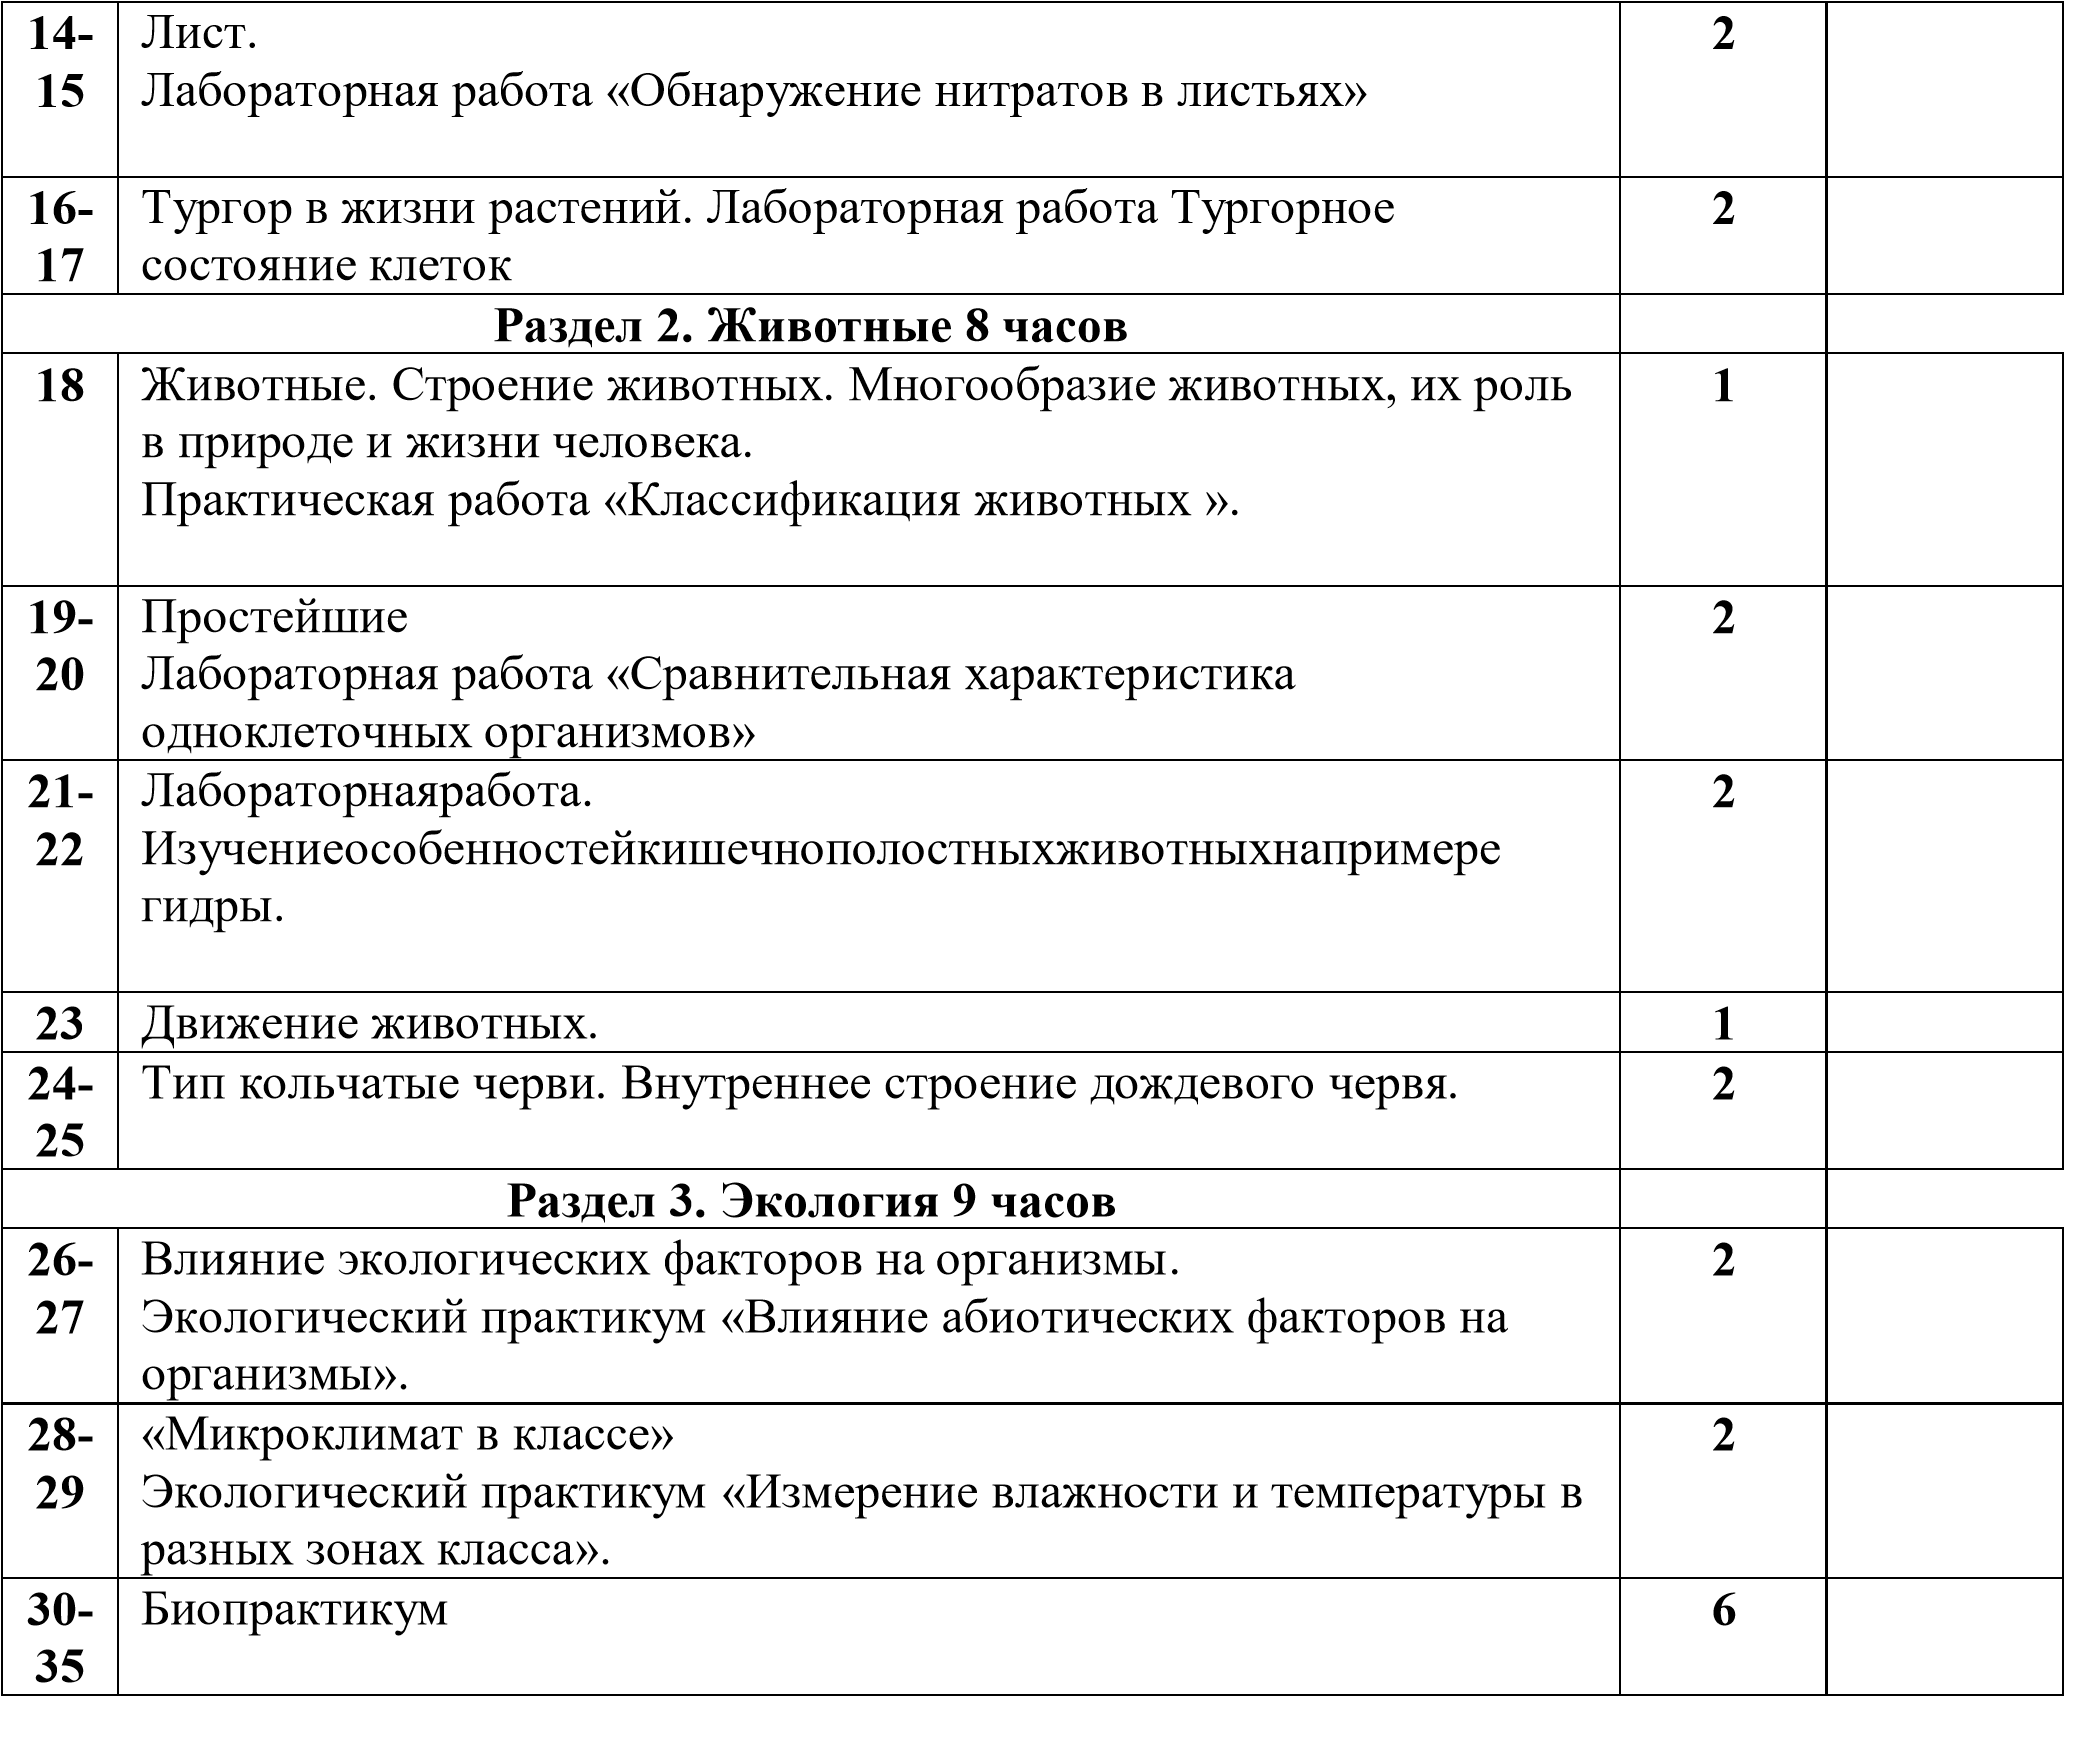 14- Лист. 2
15 Лабораторная работа «Обнаружение нитратов в листьях»
16- Тургор в жизни растений. Лабораторная работа Тургорное 2
17 состояние клеток
Раздел 2. Животные 8 часов
18 Животные. Строение животных. Многообразие животных, их роль 1
в природе и жизни человека.
Практическая работа «Классификация животных ».
19- Простейшие 2
20 Лабораторная работа «Сравнительная характеристика
одноклеточных организмов»
21- Лабораторнаяработа. 2
22 Изучениеособенностейкишечнополостныхживотныхнапримере
гидры.
23 Движение животных. 1
24- Тип кольчатые черви. Внутреннее строение дождевого червя. 2
25
Раздел 3. Экология 9 часов
26- Влияние экологических факторов на организмы. 2
27 Экологический практикум «Влияние абиотических факторов на
организмы».
28- «Микроклимат в классе» 2
29 Экологический практикум «Измерение влажности и температуры в
разных зонах класса».
30- Биопрактикум 6
35